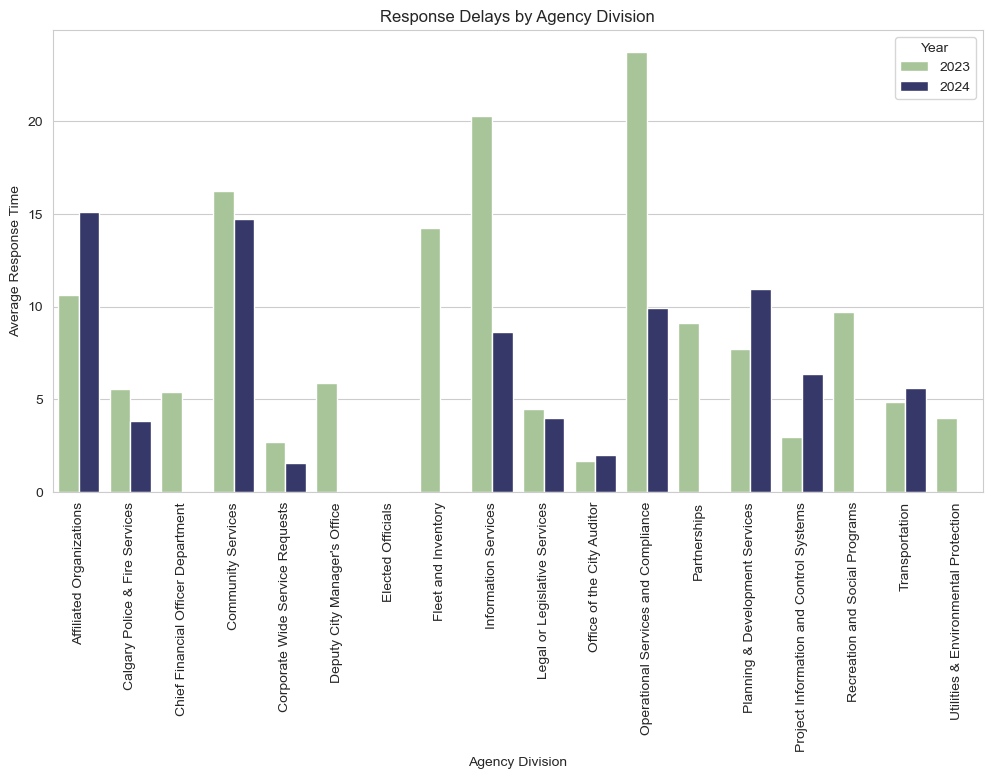 Response Delays by Agency Division
Year
2023
2024
Average Response Time
20
15
10
5
0
Affiliated Organizations
Calgary Police & Fire Services
Chief Financial Officer Department
Community Services
Corporate Wide Service Requests
Deputy City Manager's Office
Elected Officials
Fleet and Inventory
Information Services
Legal or Legislative Services
Office of the City Auditor
Operational Services and Compliance
Partnerships
Planning & Development Services
Project Information and Control Systems
Recreation and Social Programs
Transportation
Utilities & Environmental Protection
Agency Division